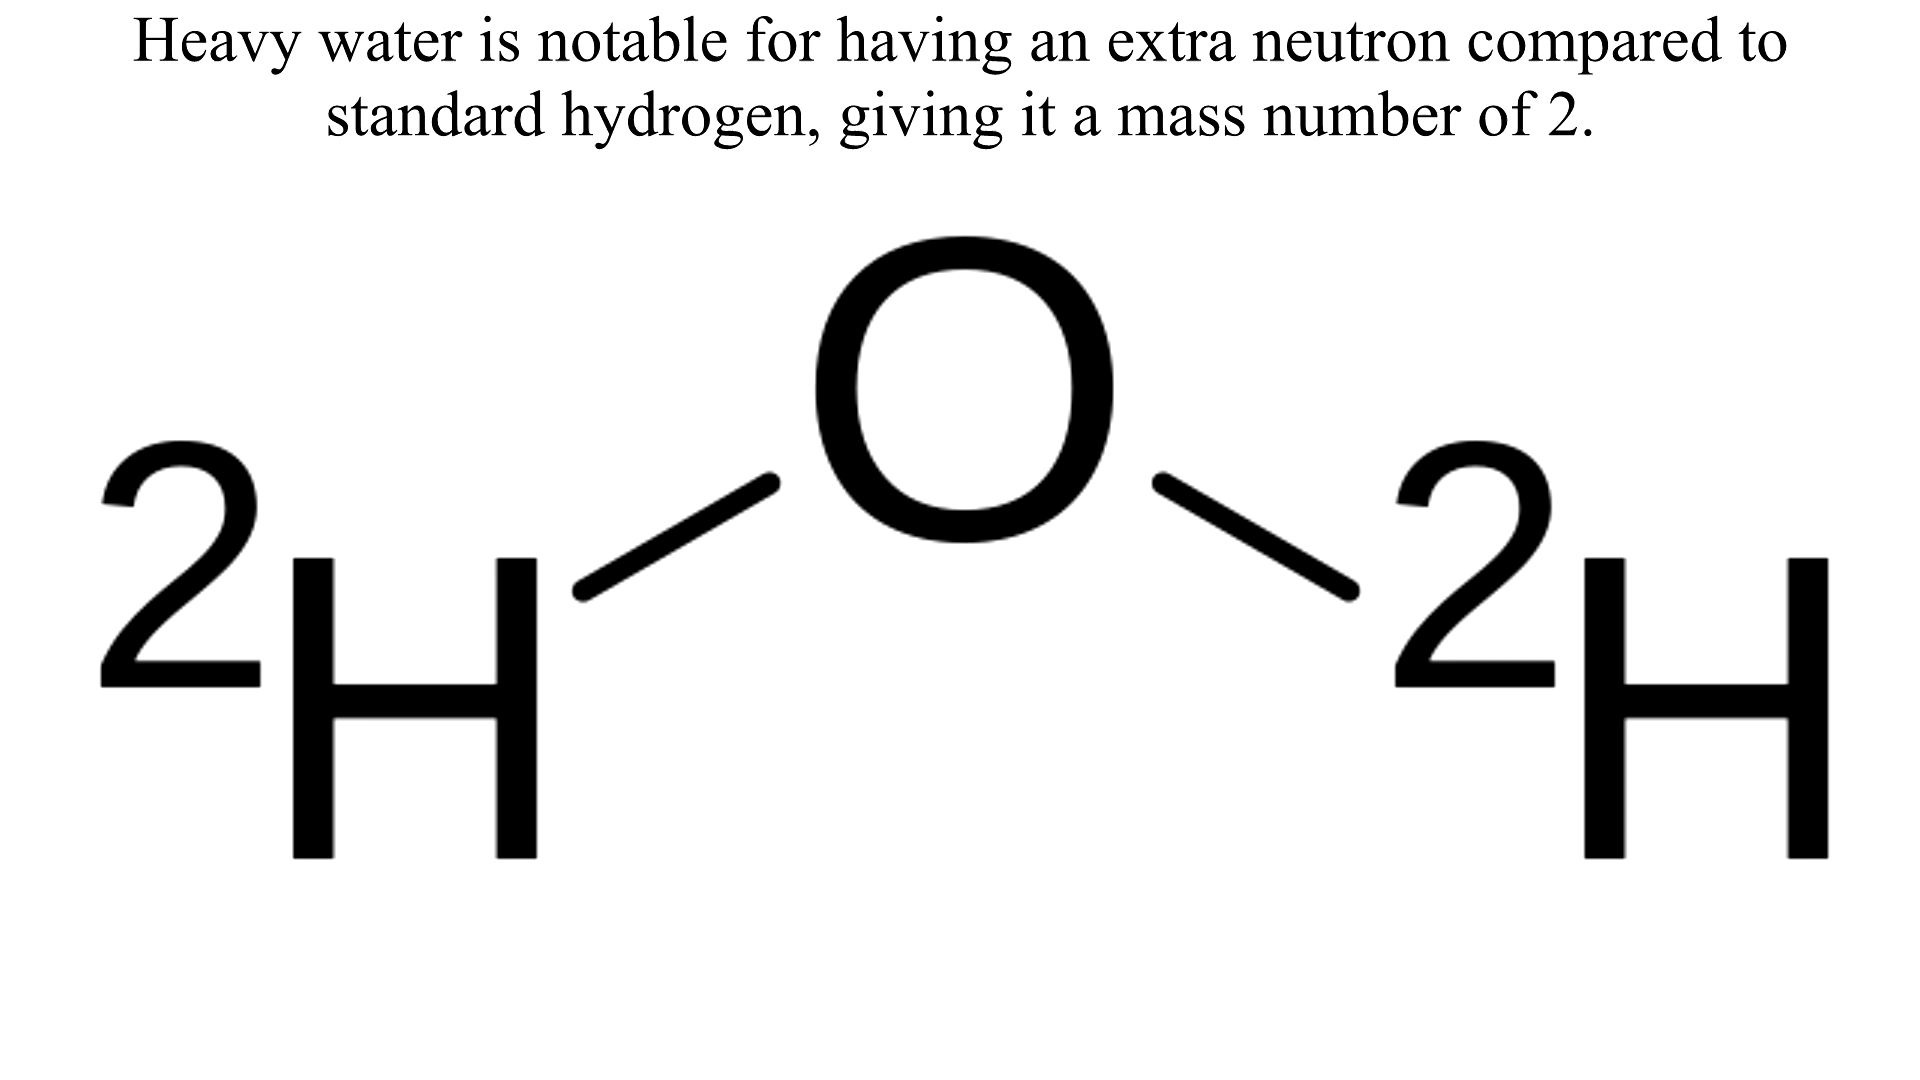 Heavy water is notable for having an extra neutron compared to
standard hydrogen, giving it a mass number of 2.
O
2H 2H